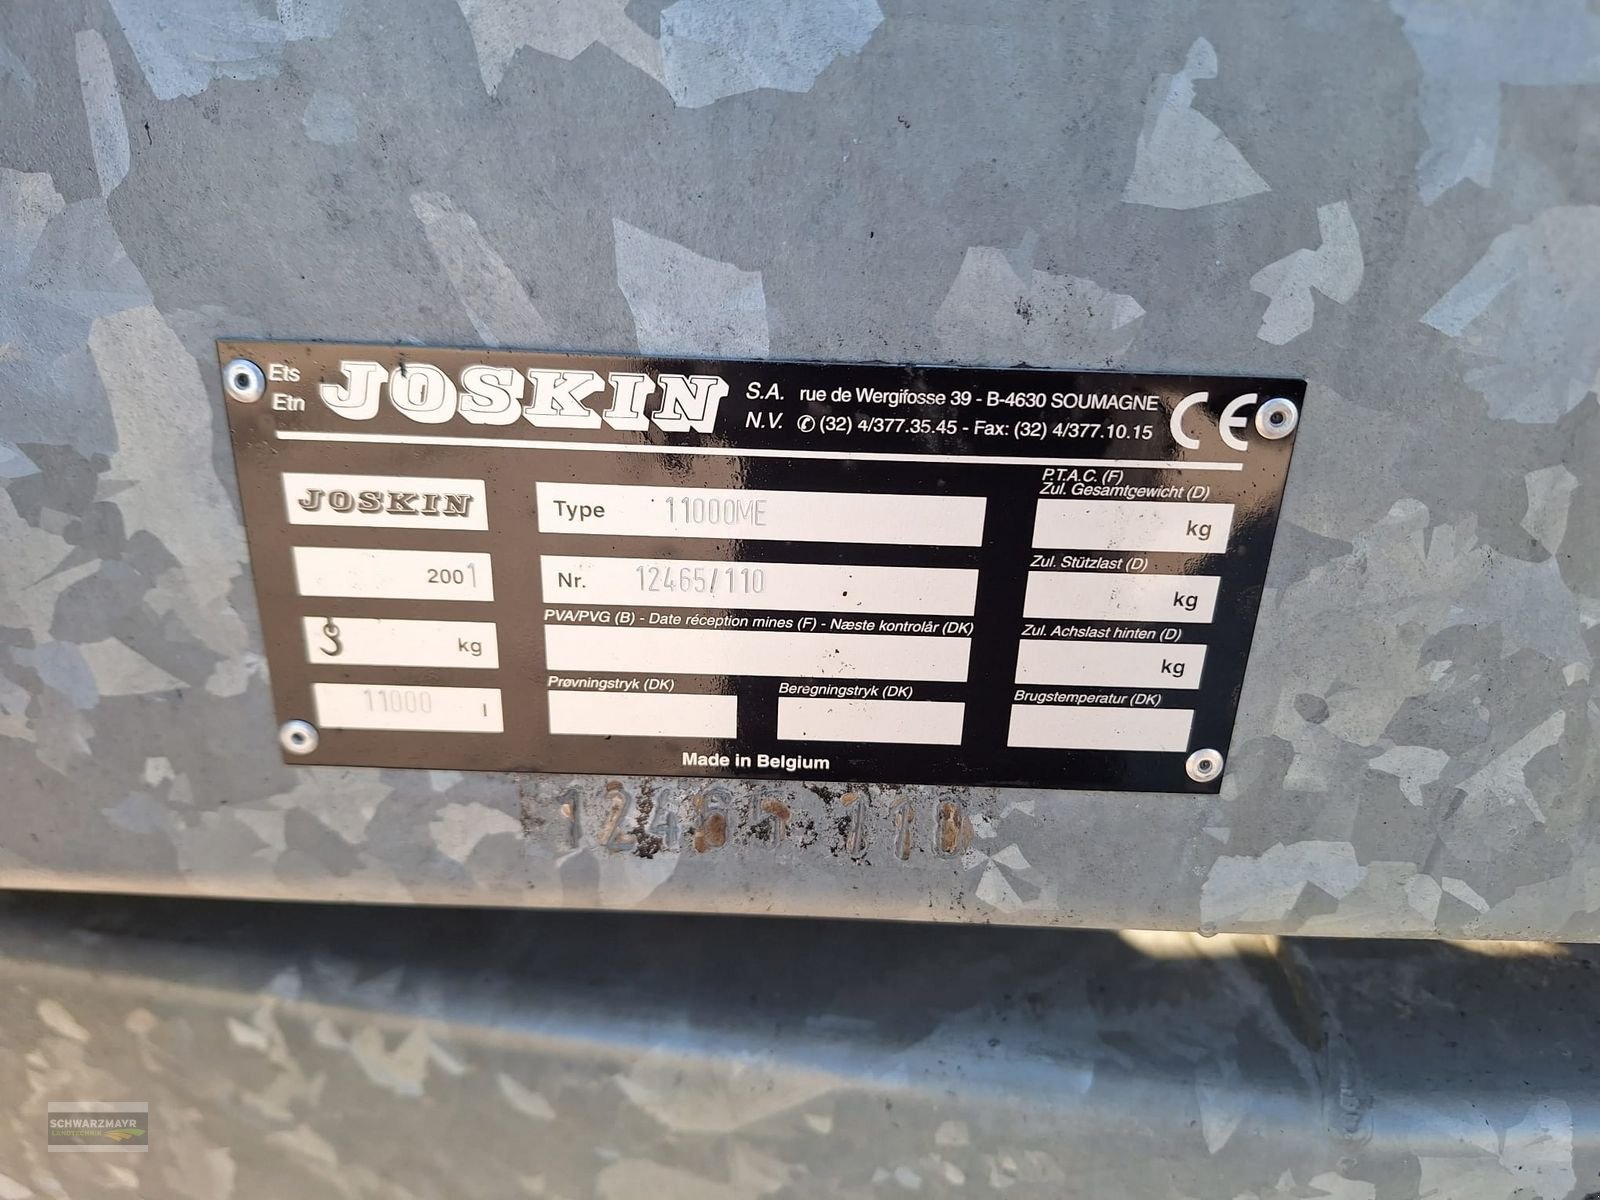 Ets
Etn
JOSKIN
S.A. rue de Wergifosse 39 - B-4630 SOUMAGNE
N.V. ✆ (32) 4/377.35.45 - Fax: (32) 4/377.10.15
CE
JOSKIN
Type 11000ME
P.T.A.C. (F)
Zul. Gesamtgewicht (D)
kg
2001
Nr. 12465/110
Zul. Stützlast (D)
kg
kg
PVA/PVG (B) - Date réception mines (F) - Næste kontrolår (DK)
Zul. Achslast hinten (D)
kg
11000 l
Prøvningstryk (DK)
Beregningstryk (DK)
Brugstemperatur (DK)
Made in Belgium
12465 110
SCHWARZMAYR
LANDTECHNIK